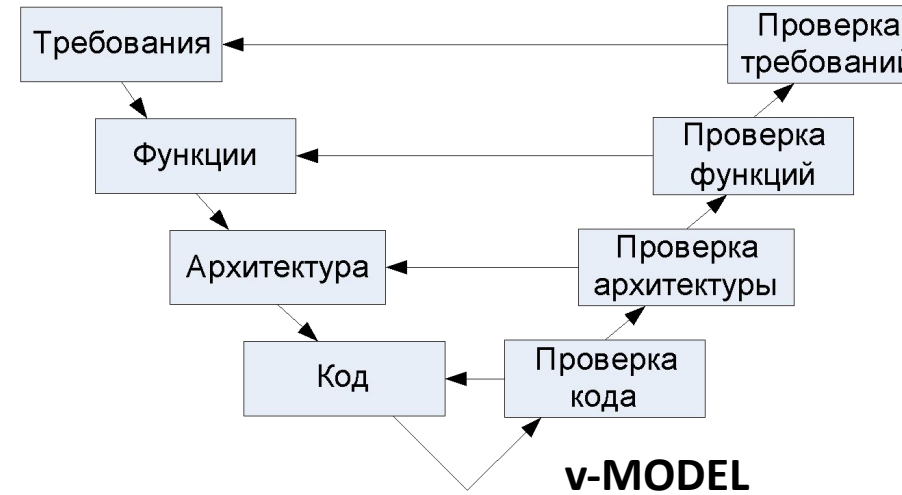 Требования
Проверка
требований
Функции
Проверка
функций
Архитектура
Проверка
архитектуры
Код
Проверка
кода
v-MODEL